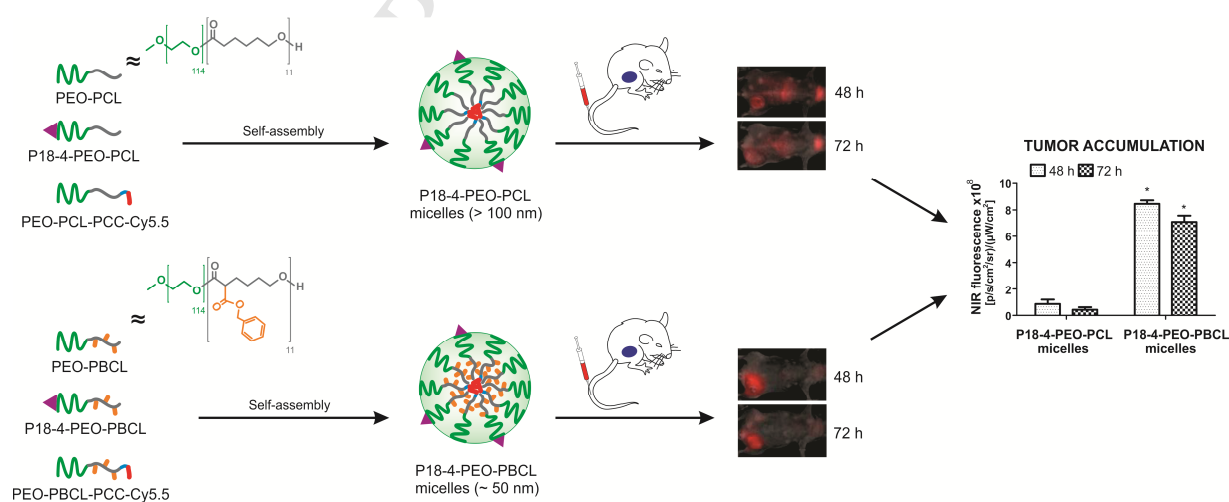 O
O
O
O
H
114
11
≈
PEO-PCL
P18-4-PEO-PCL
PEO-PCL-PCC-Cy5.5
Self-assembly
P18-4-PEO-PCL
micelles (> 100 nm)
48 h
72 h
O
O
O
O
H
O
O
114
11
≈
PEO-PBCL
P18-4-PEO-PBCL
PEO-PBCL-PCC-Cy5.5
Self-assembly
P18-4-PEO-PBCL
micelles (~ 50 nm)
48 h
72 h
TUMOR ACCUMULATION
48 h 72 h
NIR fluorescence x10⁸
[p/s/cm²/sr)/(µW/cm²]
10
8
6
4
2
0
*
*
P18-4-PEO-PCL
micelles
P18-4-PEO-PBCL
micelles